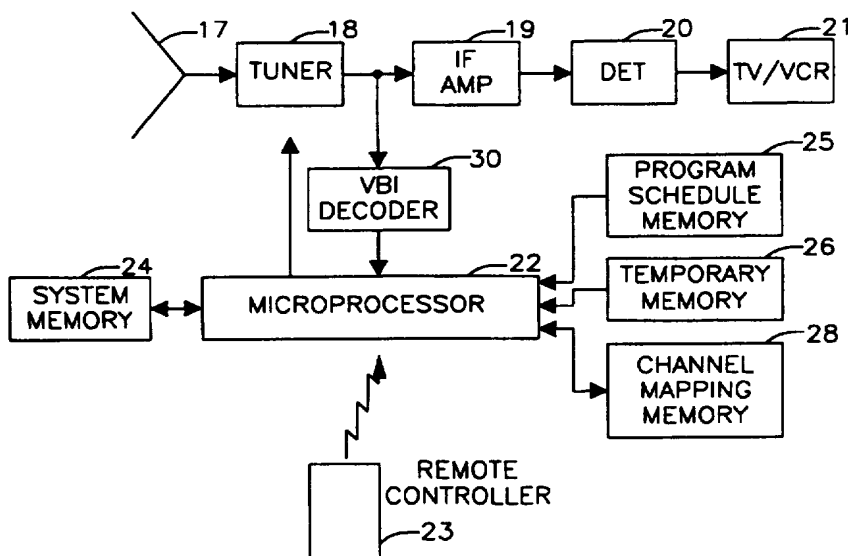 17
18
19
20
21
TUNER
IF
AMP
DET
TV/VCR
30
VBI
DECODER
25
PROGRAM
SCHEDULE
MEMORY
24
22
26
SYSTEM
MEMORY
MICROPROCESSOR
TEMPORARY
MEMORY
28
CHANNEL
MAPPING
MEMORY
REMOTE
CONTROLLER
23